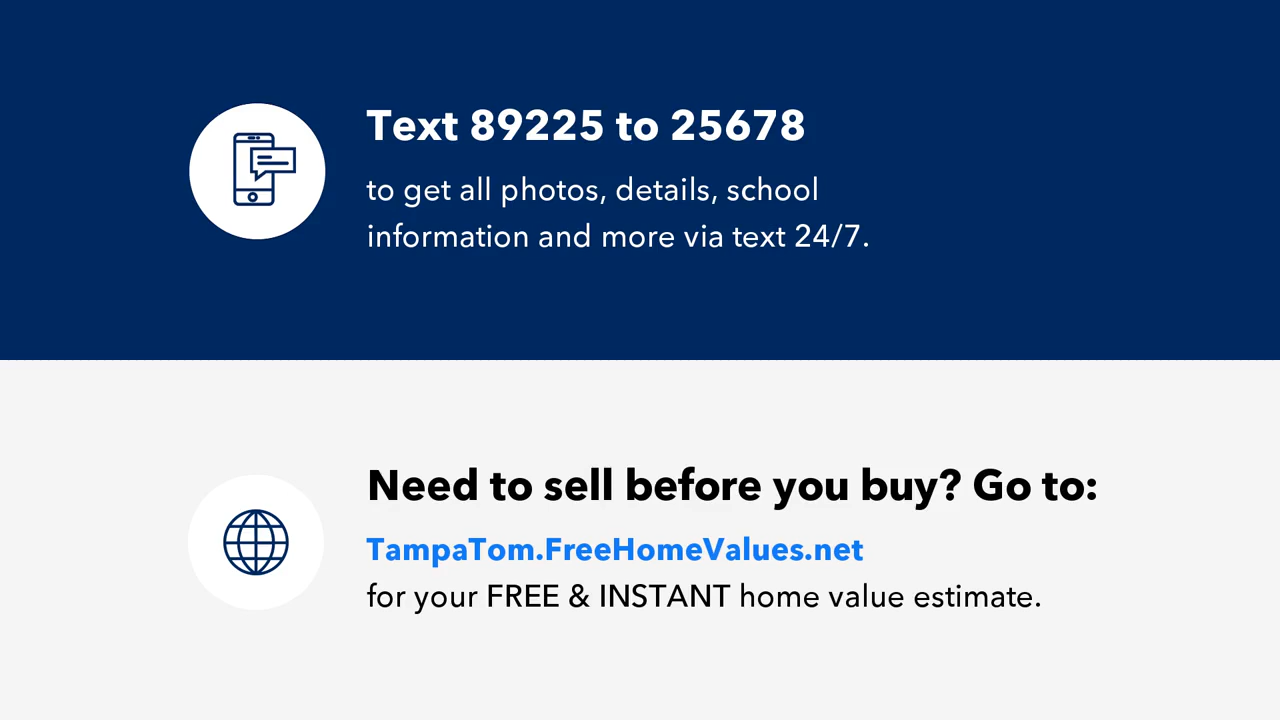 Text 89225 to 25678
to get all photos, details, school
information and more via text 24/7.
Need to sell before you buy? Go to:
TampaTom.FreeHomeValues.net
for your FREE & INSTANT home value estimate.